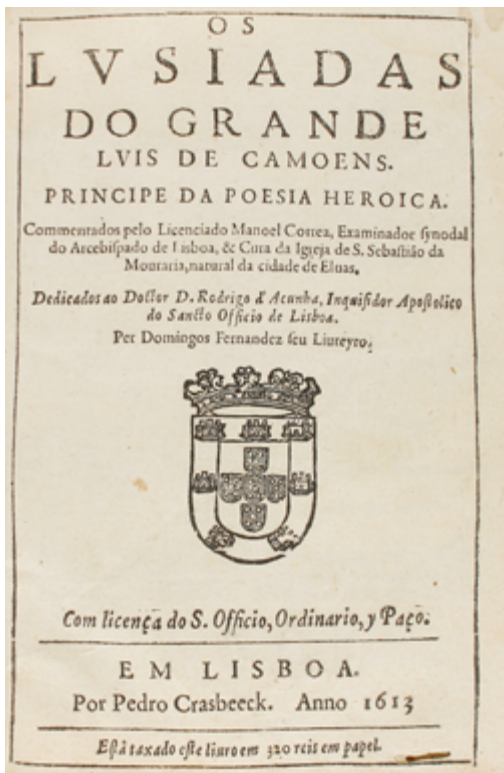 OS
LVSIADAS
DO GRANDE
LVIS DE CAMOENS.
PRINCIPE DA POESIA HEROICA.
Commentados pelo Licenciado Manoel Correa, Examinador ſynodal
do Arcebiſpado de Lisboa, & Cura da Igreja de S. Sebaſtião da
Mouraria, natural da cidade de Eluas.
Dedicados ao Doctor D. Rodrigo d'Acunha, Inquiſidor Apoſtolico
do Sancto Officio de Lisboa.
Per Domingos Fernandez ſeu Liureyro.
Com licença do S. Officio, Ordinario, y Paço.
EM LISBOA.
Por Pedro Crasbeeck. Anno 1613
Eſtà taxado eſte liuro em 320 reis em papel.